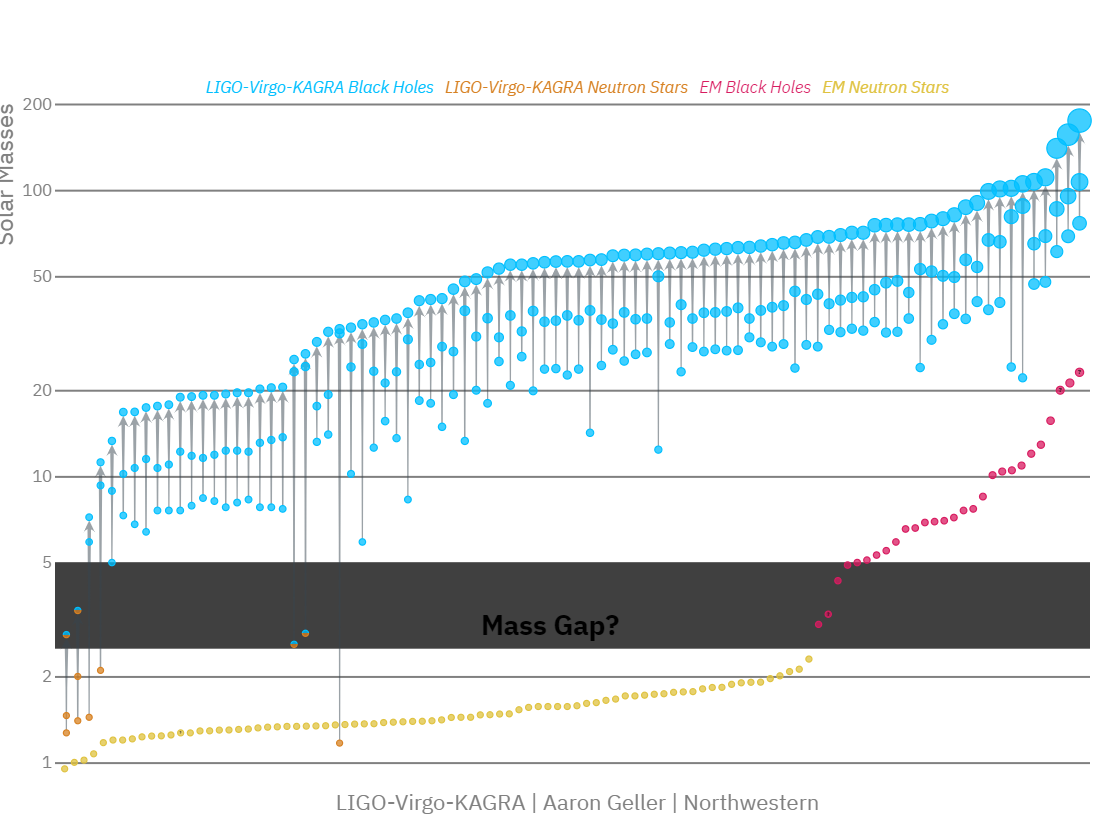 LIGO-Virgo-KAGRA Black Holes LIGO-Virgo-KAGRA Neutron Stars EM Black Holes EM Neutron Stars
Solar Masses
200
100
50
20
10
5
Mass Gap?
2
1
LIGO-Virgo-KAGRA | Aaron Geller | Northwestern